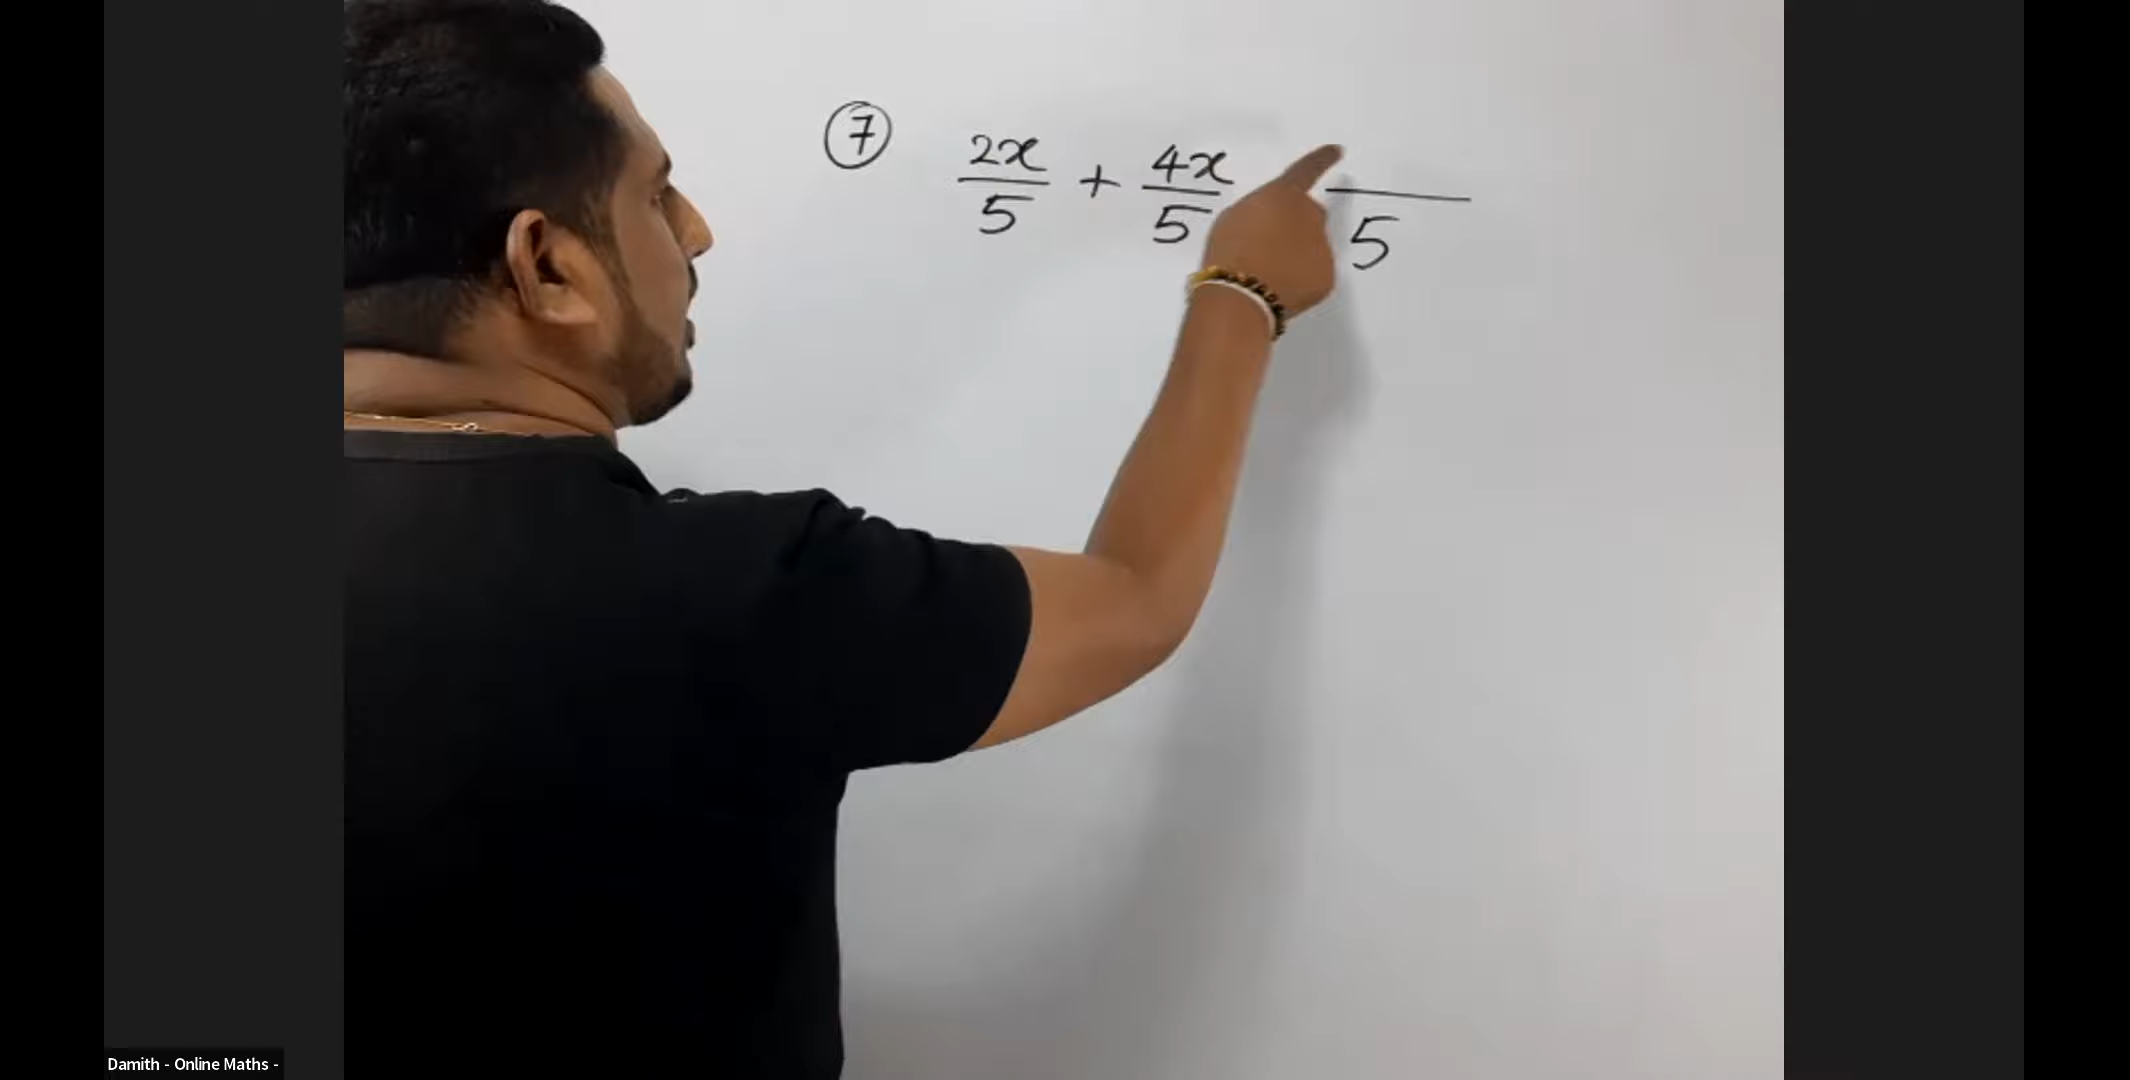 ⑦ 2x/5 + 4x/5 —/5
Damith - Online Maths -